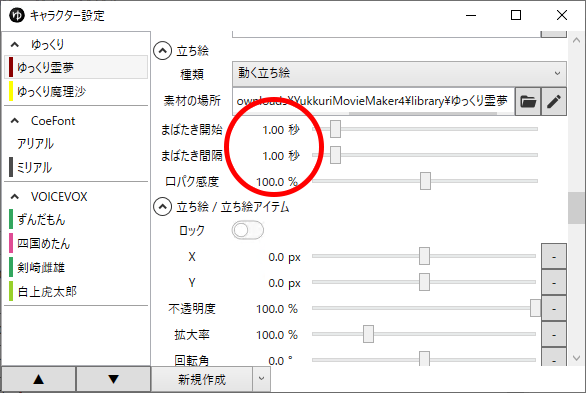 ゆ キャラクター設定
ゆっくり
ゆっくり霊夢
ゆっくり魔理沙
CoeFont
アリアル
ミリアル
VOICEVOX
ずんだもん
四国めたん
剣崎雌雄
白上虎太郎
立ち絵
種類 動く立ち絵
素材の場所 ownloads¥YukkuriMovieMaker4¥library¥ゆっくり霊夢
まばたき開始 1.00 秒
まばたき間隔 1.00 秒
口パク感度 100.0 %
立ち絵 / 立ち絵アイテム
ロック
X 0.0 px -
Y 0.0 px -
不透明度 100.0 % -
拡大率 100.0 % -
回転角 0.0 ° -
▲ ▼ 新規作成